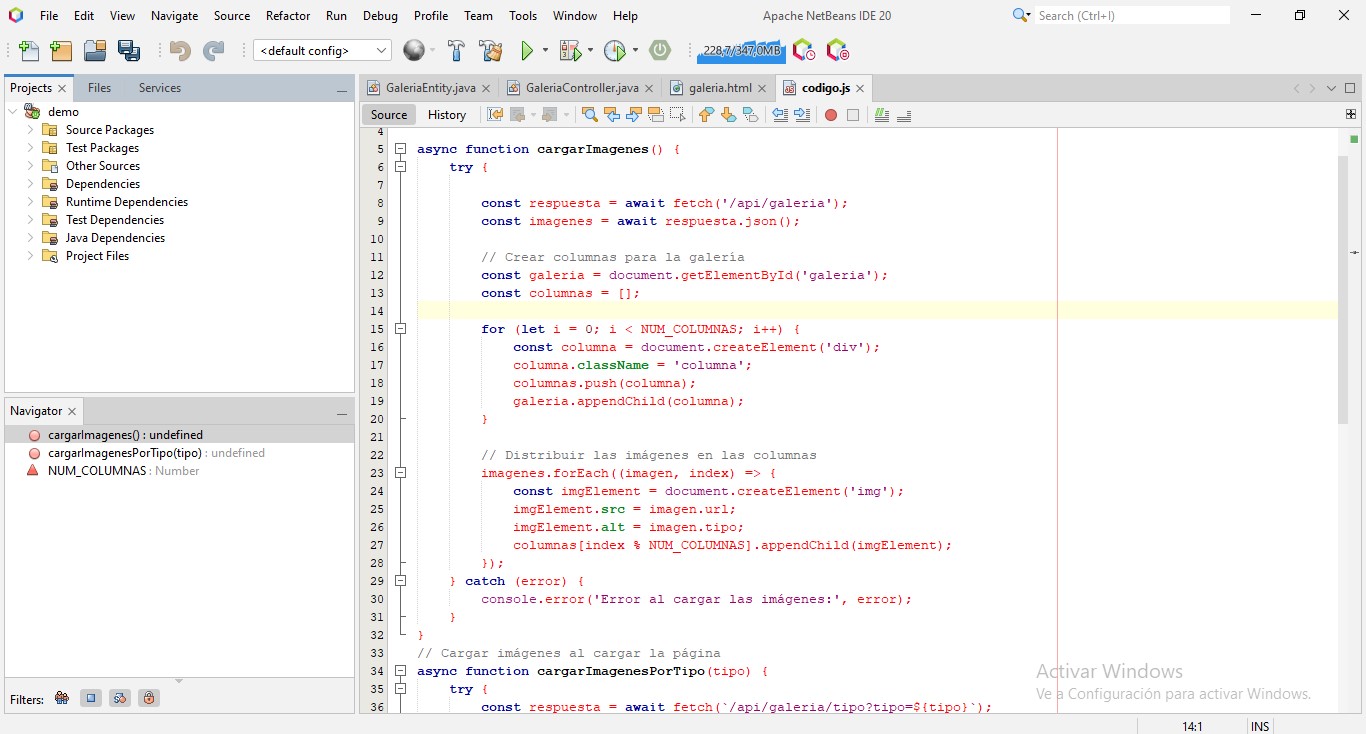 File Edit View Navigate Source Refactor Run Debug Profile Team Tools Window Help Apache NetBeans IDE 20 Search (Ctrl+I)
<default config> 228,7/347,0MB
Projects Files Services
demo
Source Packages
Test Packages
Other Sources
Dependencies
Runtime Dependencies
Test Dependencies
Java Dependencies
Project Files
Navigator
cargarImagenes() : undefined
cargarImagenesPorTipo(tipo) : undefined
NUM_COLUMNAS : Number
Filters:
GaleriaEntity.java GaleriaController.java galeria.html codigo.js
Source History
4
5 async function cargarImagenes() {
6 try {
7
8 const respuesta = await fetch('/api/galeria');
9 const imagenes = await respuesta.json();
10
11 // Crear columnas para la galería
12 const galeria = document.getElementById('galeria');
13 const columnas = [];
14
15 for (let i = 0; i < NUM_COLUMNAS; i++) {
16 const columna = document.createElement('div');
17 columna.className = 'columna';
18 columnas.push(columna);
19 galeria.appendChild(columna);
20 }
21
22 // Distribuir las imágenes en las columnas
23 imagenes.forEach((imagen, index) => {
24 const imgElement = document.createElement('img');
25 imgElement.src = imagen.url;
26 imgElement.alt = imagen.tipo;
27 columnas[index % NUM_COLUMNAS].appendChild(imgElement);
28 });
29 } catch (error) {
30 console.error('Error al cargar las imágenes:', error);
31 }
32 }
33 // Cargar imágenes al cargar la página
34 async function cargarImagenesPorTipo(tipo) {
35 try {
36 const respuesta = await fetch(`/api/galeria/tipo?tipo=${tipo}`);
Activar Windows
Ve a Configuración para activar Windows.
14:1 INS